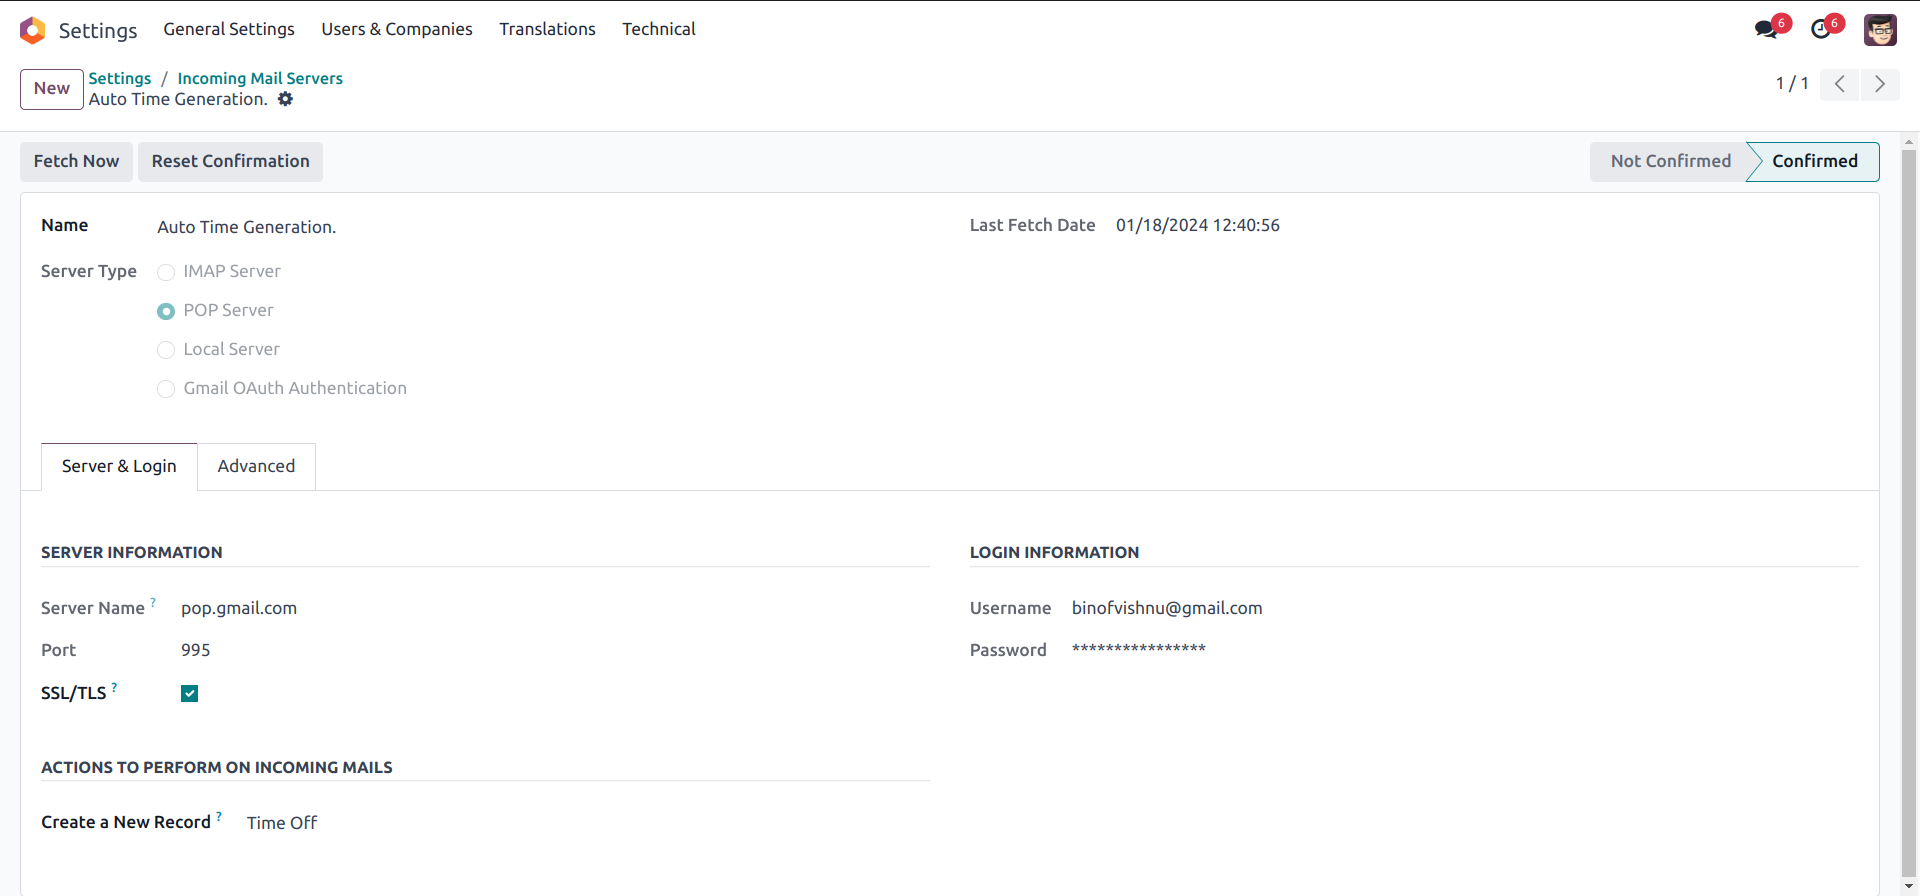 Settings General Settings Users & Companies Translations Technical 6 6
New Settings / Incoming Mail Servers 1 / 1
Auto Time Generation.
Fetch Now Reset Confirmation Not Confirmed Confirmed
Name Auto Time Generation. Last Fetch Date 01/18/2024 12:40:56
Server Type IMAP Server
POP Server
Local Server
Gmail OAuth Authentication
Server & Login Advanced
SERVER INFORMATION LOGIN INFORMATION
Server Name ? pop.gmail.com Username binofvishnu@gmail.com
Port 995 Password ****************
SSL/TLS ?
ACTIONS TO PERFORM ON INCOMING MAILS
Create a New Record ? Time Off